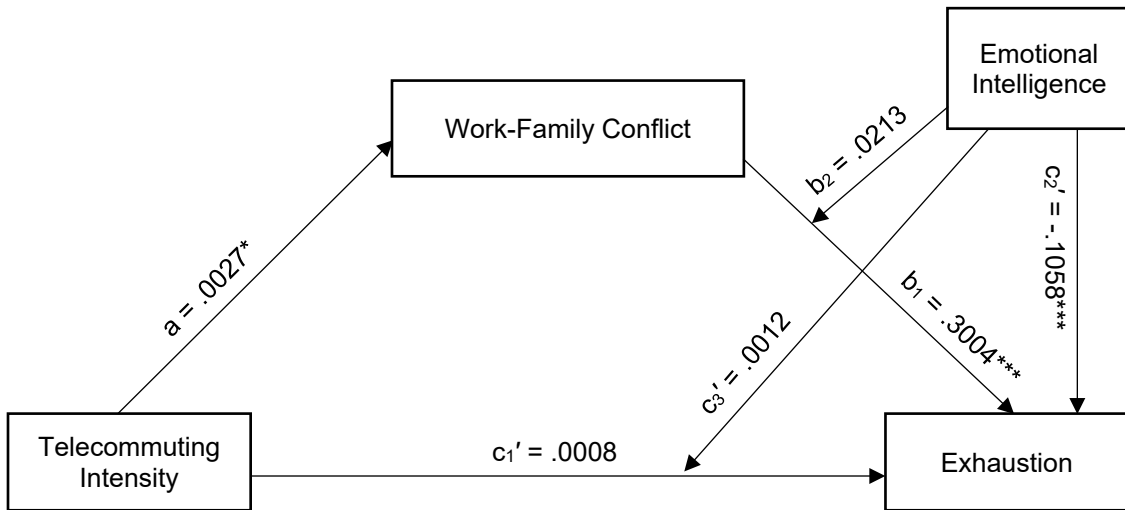 Emotional
Intelligence
Work-Family Conflict
b₂ = .0213
c₂′ = -.1058***
a = .0027*
b₁ = .3004***
c₃′ = .0012
Telecommuting
Intensity
c₁′ = .0008
Exhaustion